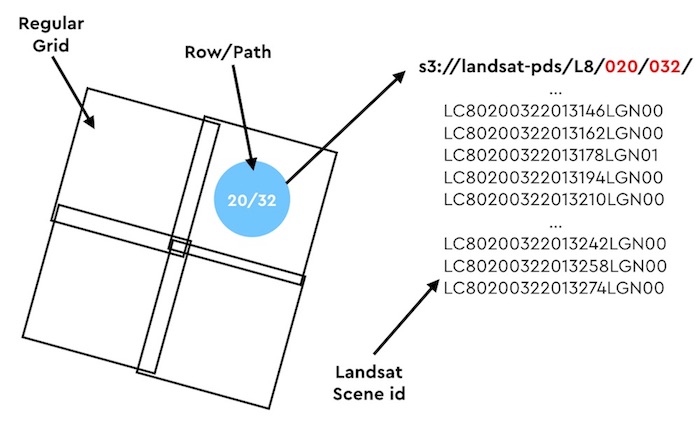 Regular
Grid
Row/Path
20/32
s3://landsat-pds/L8/020/032/
...
LC80200322013146LGN00
LC80200322013162LGN00
LC80200322013178LGN01
LC80200322013194LGN00
LC80200322013210LGN00
...
LC80200322013242LGN00
LC80200322013258LGN00
LC80200322013274LGN00
Landsat
Scene id